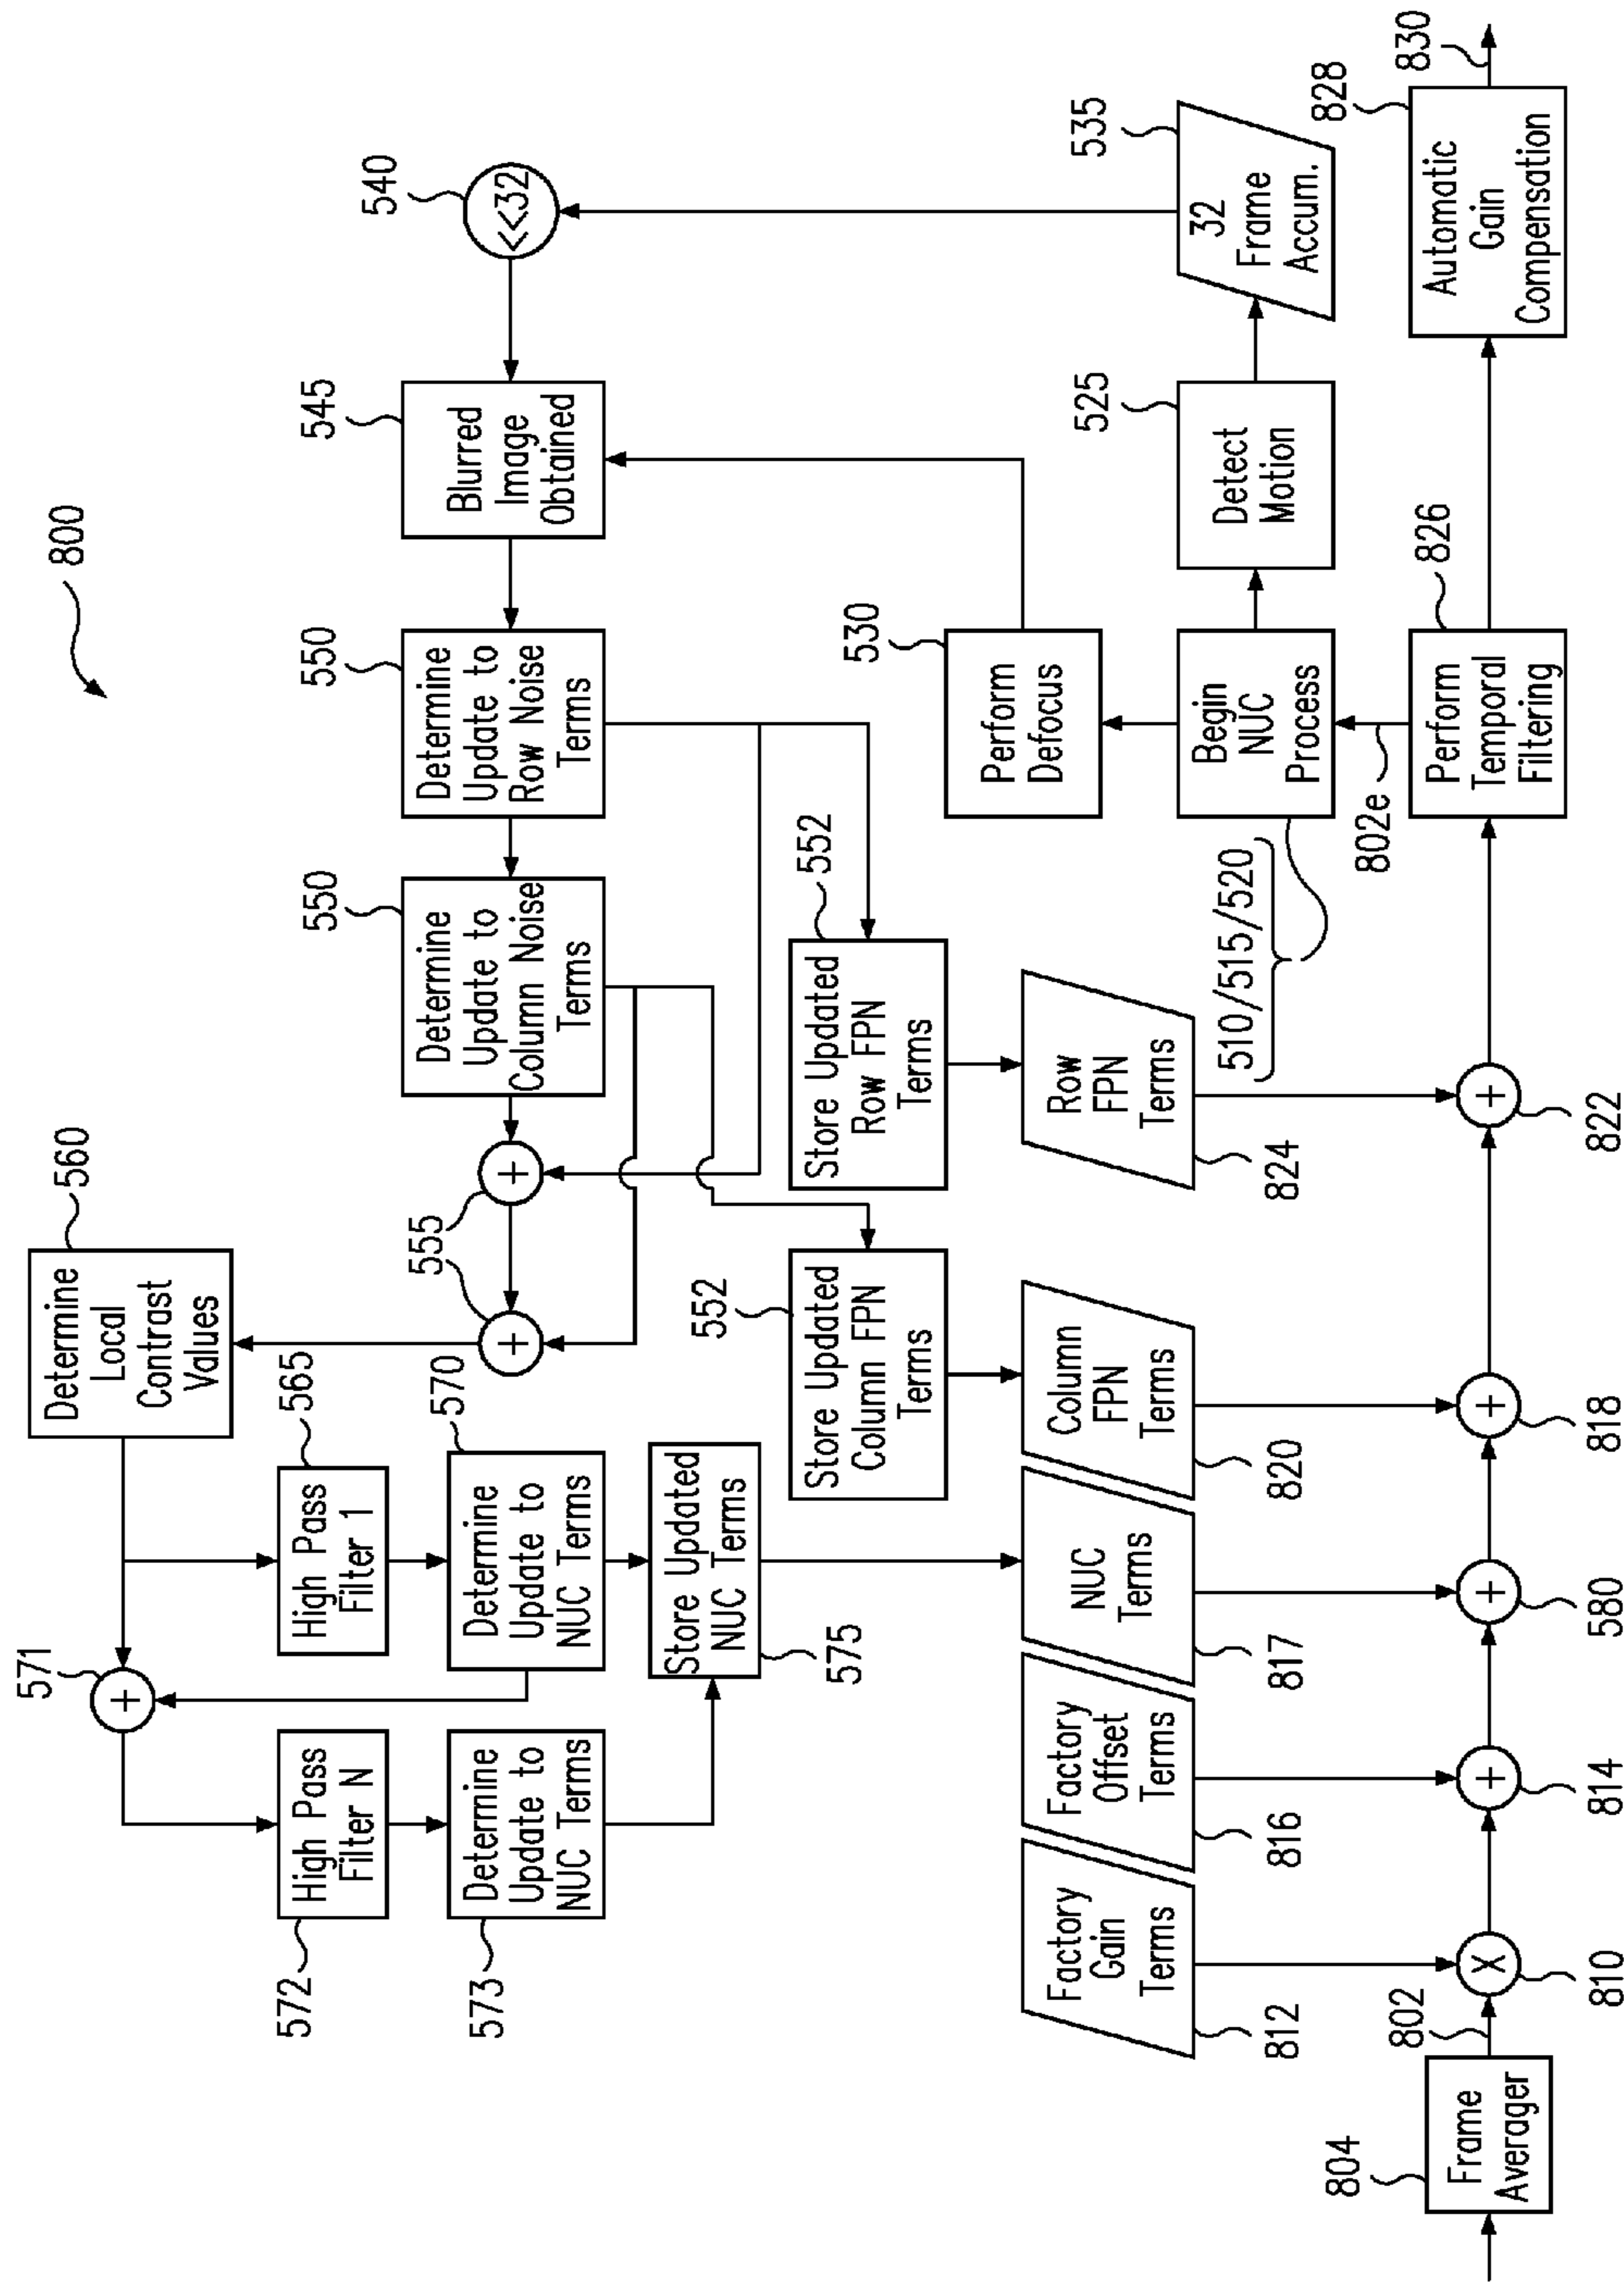 800
560
Determine
Local
Contrast
Values
571
572
High Pass
Filter N
565
High Pass
Filter 1
573
Determine
Update to
NUC Terms
570
Determine
Update to
NUC Terms
575
Store Updated
NUC Terms
555
550
Determine
Update to
Column Noise
Terms
550
Determine
Update to
Row Noise
Terms
545
Blurred
Image
Obtained
540
<<32
552
Store Updated
Column FPN
Terms
552
Store Updated
Row FPN
Terms
530
Perform
Defocus
812
Factory
Gain
Terms
816
Factory
Offset
Terms
817
NUC
Terms
820
Column
FPN
Terms
824
Row
FPN
Terms
510/515/520
Begin
NUC
Process
525
Detect
Motion
535
32
Frame
Accum.
802e
804
Frame
Averager
802
X
810
+
814
+
580
+
818
+
822
826
Perform
Temporal
Filtering
828
Automatic
Gain
Compensation
830
+
+
+